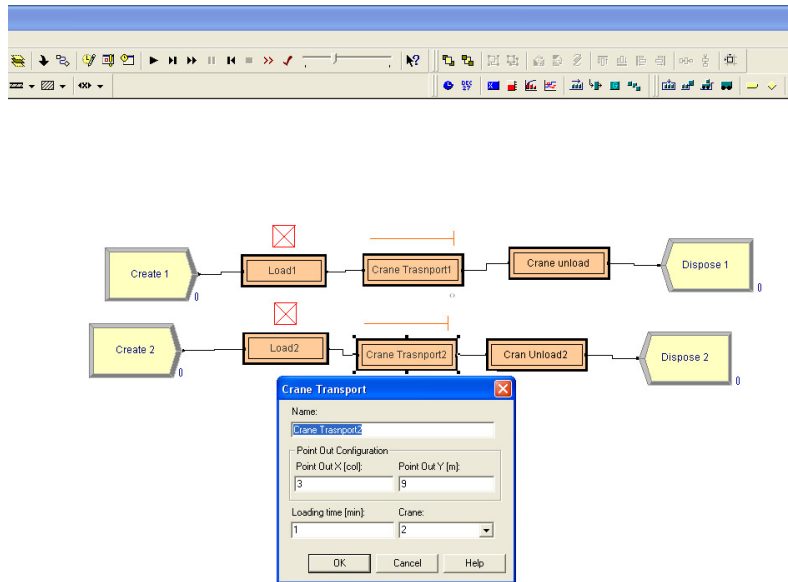 Create 1
0
Load1
Crane Trasnport1
Crane unload
Dispose 1
0
Create 2
0
Load2
Crane Trasnport2
Cran Unload2
Dispose 2
0
Crane Transport
Name:
Crane Trasnport2
Point Out Configuration
Point Out X [col]: Point Out Y [m]:
3 9
Loading time [min]: Crane:
1 2
OK Cancel Help